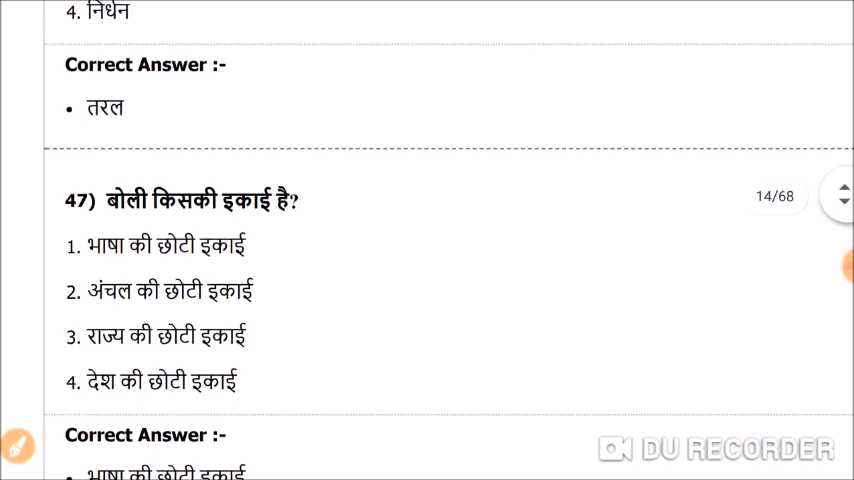 4. निर्धन
Correct Answer :-
• तरल
47) बोली किसकी इकाई है?
14/68
1. भाषा की छोटी इकाई
2. अंचल की छोटी इकाई
3. राज्य की छोटी इकाई
4. देश की छोटी इकाई
Correct Answer :-
DU RECORDER
• भाषा की छोटी इकाई